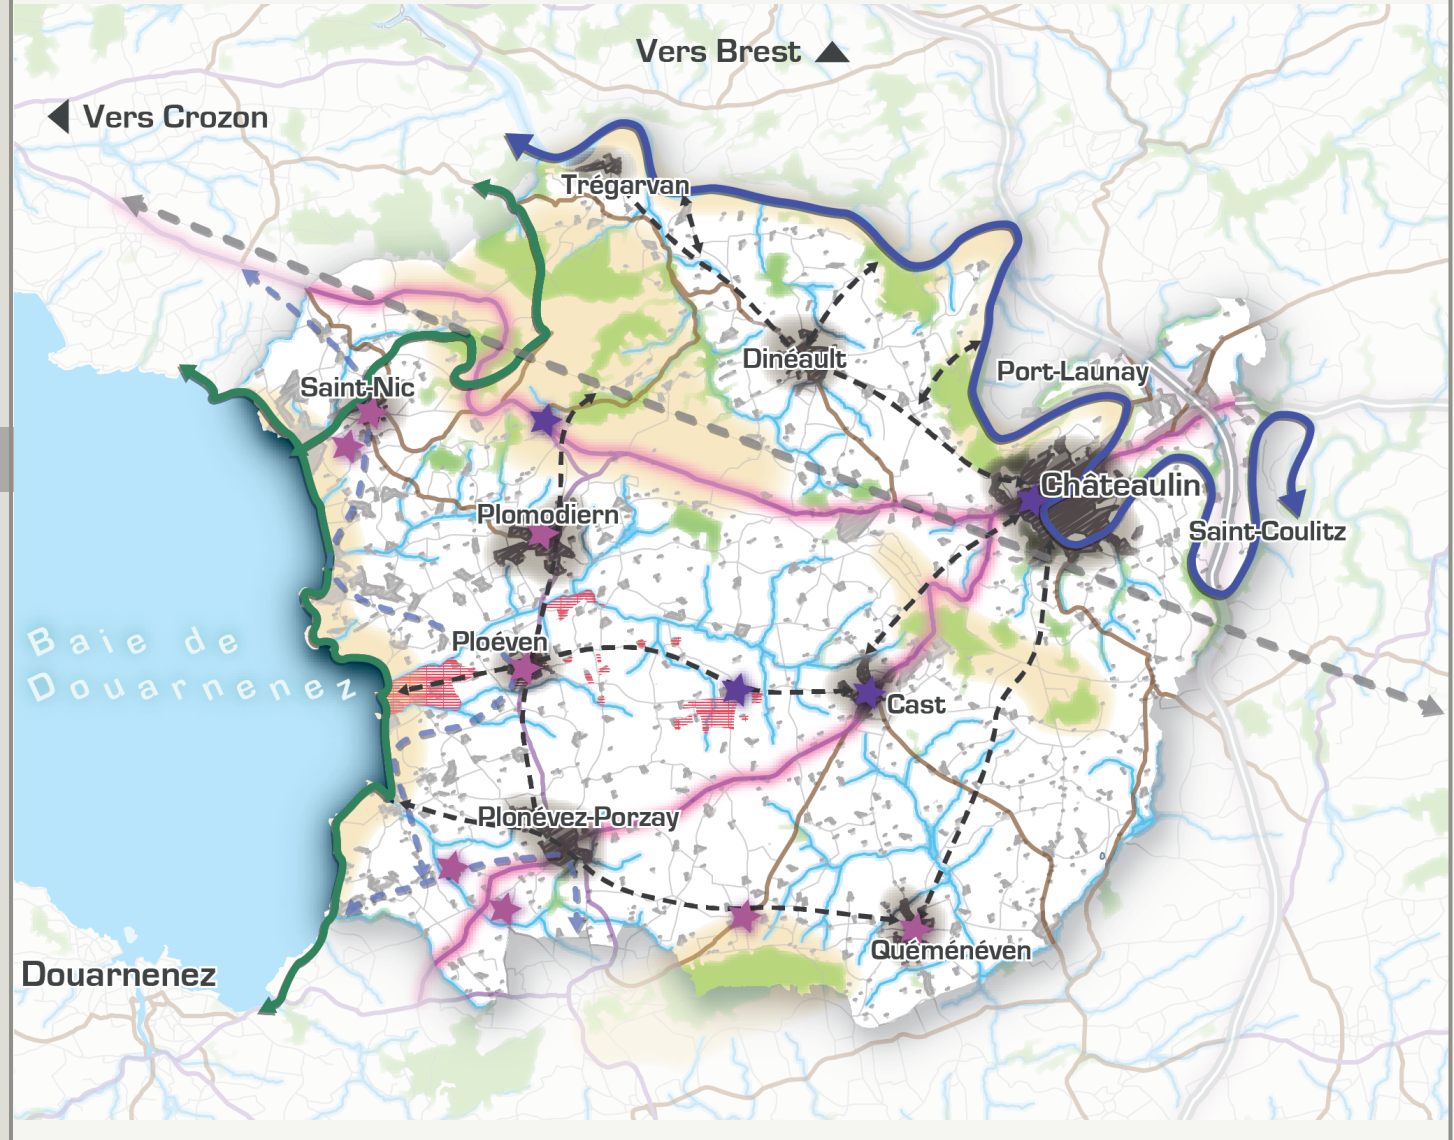 Vers Brest
Vers Crozon
Trégarvan
Dinéault
Port-Launay
Saint-Nic
Châteaulin
Plomodiern
Saint-Coulitz
Baie de
Douarnenez
Ploéven
Cast
Plonévez-Porzay
Quéménéven
Douarnenez